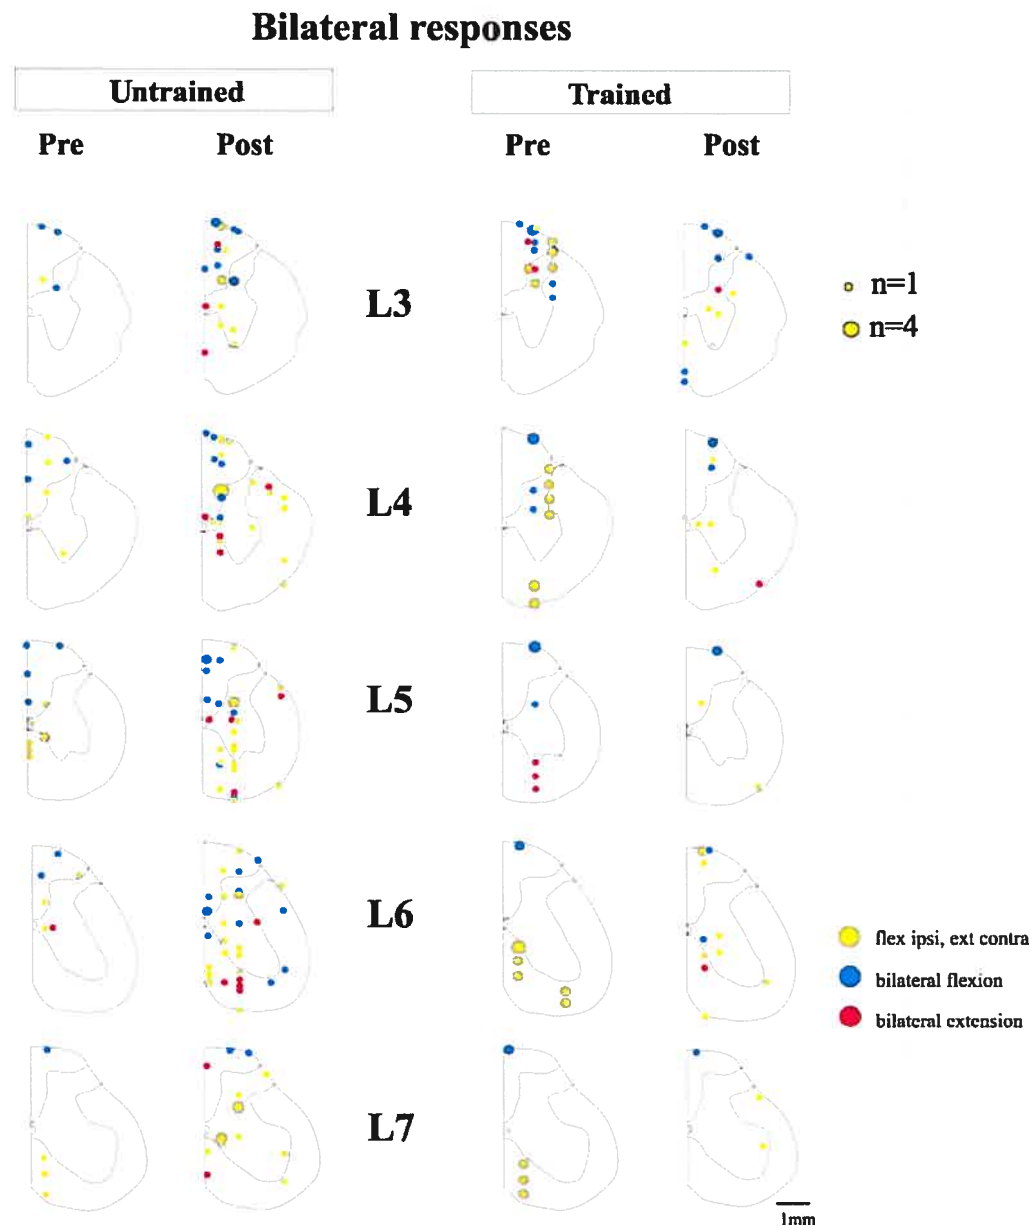 Bilateral responses
Untrained
Trained
Pre
Post
Pre
Post
L3
n=1
n=4
L4
L5
L6
flex ipsi, ext contra
bilateral flexion
bilateral extension
L7
1mm